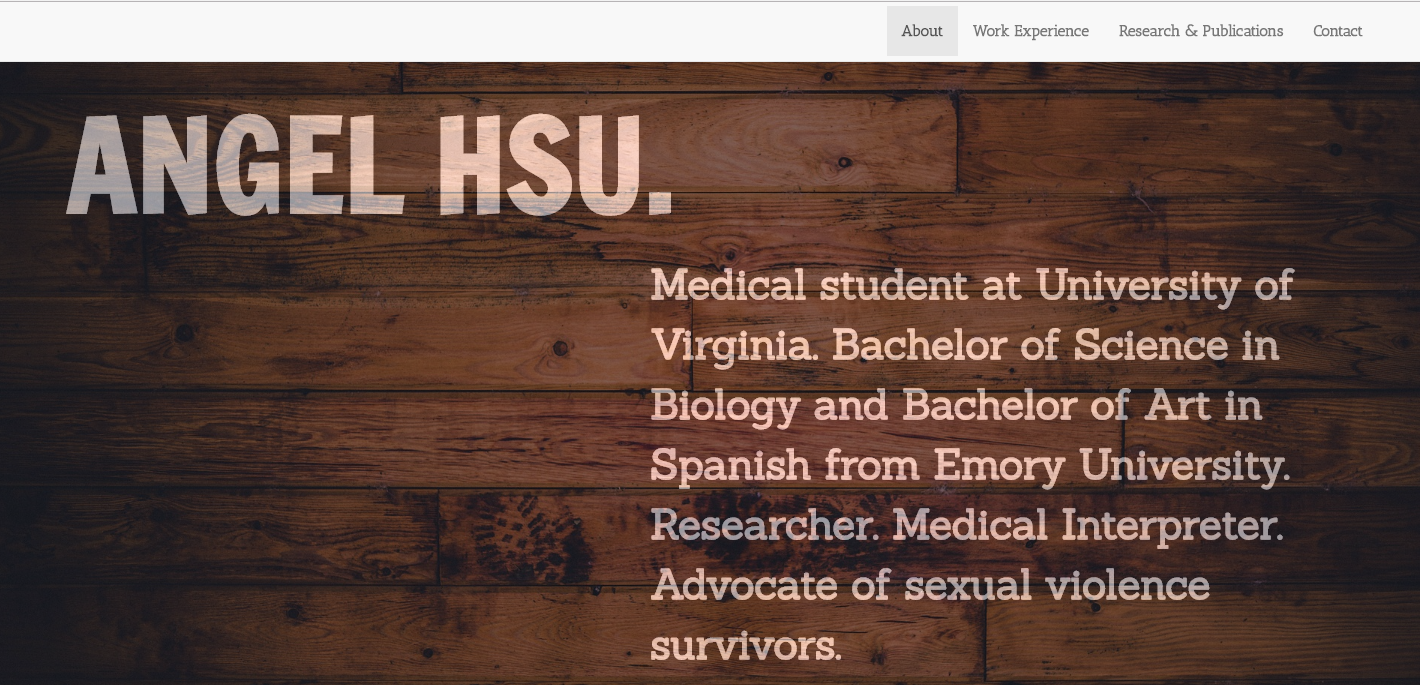 About Work Experience Research & Publications Contact
ANGEL HSU.
Medical student at University of
Virginia. Bachelor of Science in
Biology and Bachelor of Art in
Spanish from Emory University.
Researcher. Medical Interpreter.
Advocate of sexual violence
survivors.